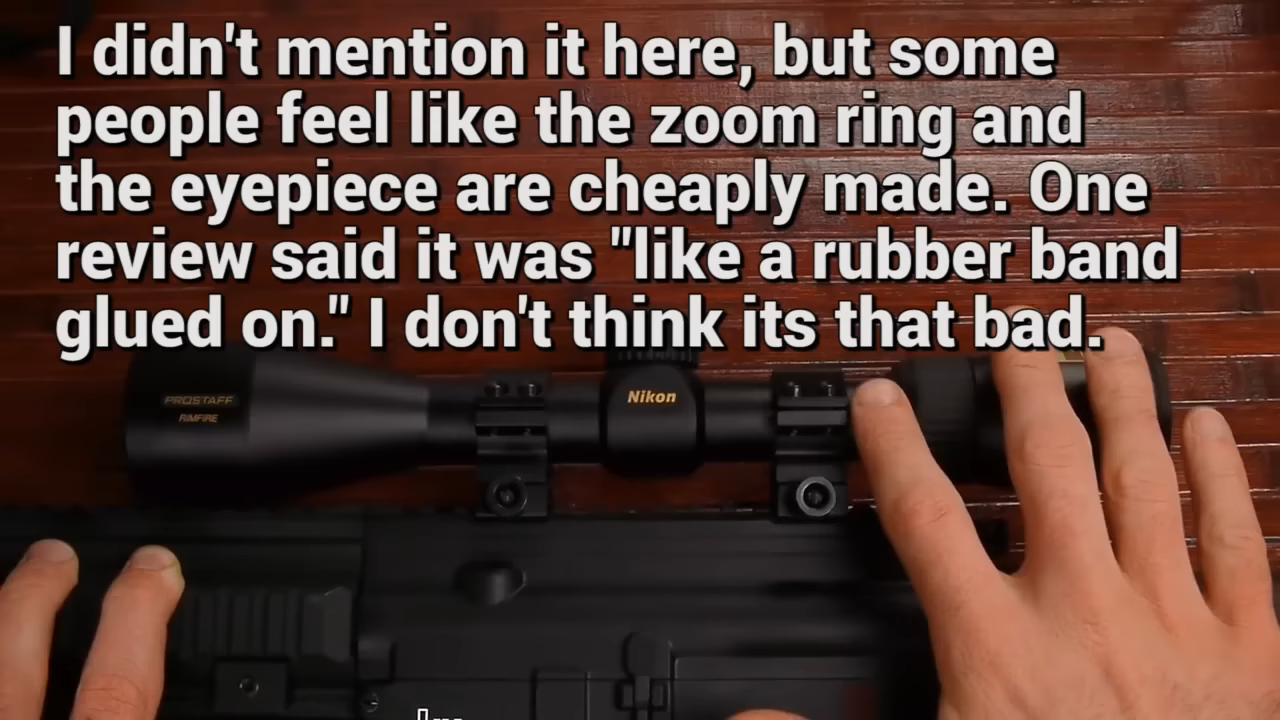 I didn't mention it here, but some
people feel like the zoom ring and
the eyepiece are cheaply made. One
review said it was "like a rubber band
glued on." I don't think its that bad.
PROSTAFF
RIMFIRE
Nikon